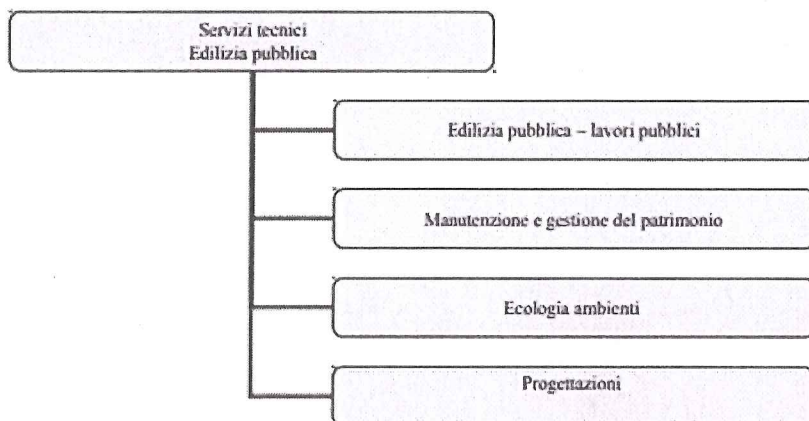 Servizi tecnici
Edilizia pubblica
Edilizia pubblica – lavori pubblici
Manutenzione e gestione del patrimonio
Ecologia ambienti
Progettazioni